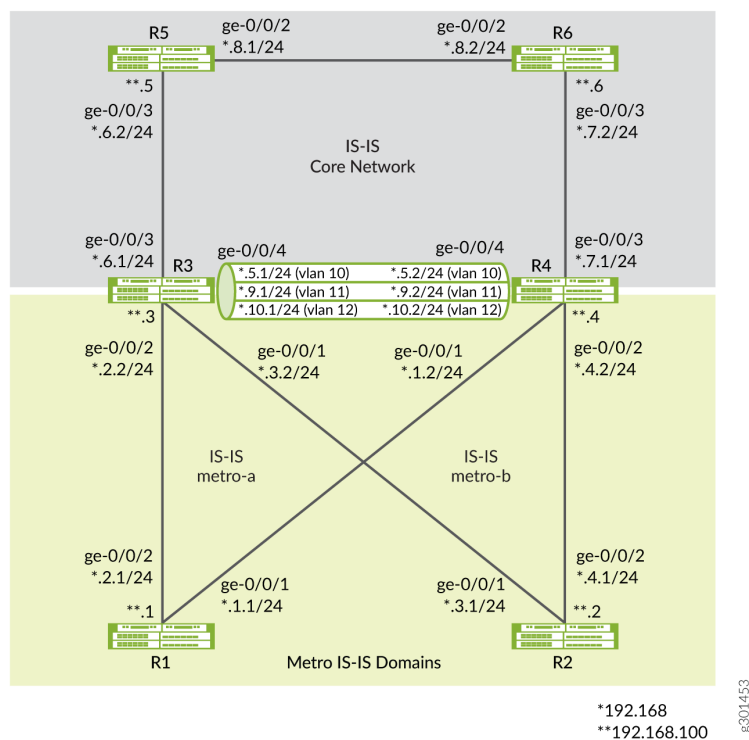 R5
ge-0/0/2
*.8.1/24
ge-0/0/2
*.8.2/24
R6
**.5
**.6
ge-0/0/3
*.6.2/24
ge-0/0/3
*.7.2/24
IS-IS
Core Network
ge-0/0/3
*.6.1/24
R3
ge-0/0/4
ge-0/0/4
R4
ge-0/0/3
*.7.1/24
*.5.1/24 (vlan 10)
*.5.2/24 (vlan 10)
*.9.1/24 (vlan 11)
*.9.2/24 (vlan 11)
*.10.1/24 (vlan 12)
*.10.2/24 (vlan 12)
**.3
**.4
ge-0/0/2
*.2.2/24
ge-0/0/1
*.3.2/24
ge-0/0/1
*.1.2/24
ge-0/0/2
*.4.2/24
IS-IS
metro-a
IS-IS
metro-b
ge-0/0/2
*.2.1/24
ge-0/0/1
*.1.1/24
ge-0/0/1
*.3.1/24
ge-0/0/2
*.4.1/24
**.1
**.2
R1
Metro IS-IS Domains
R2
*192.168
**192.168.100
g301453